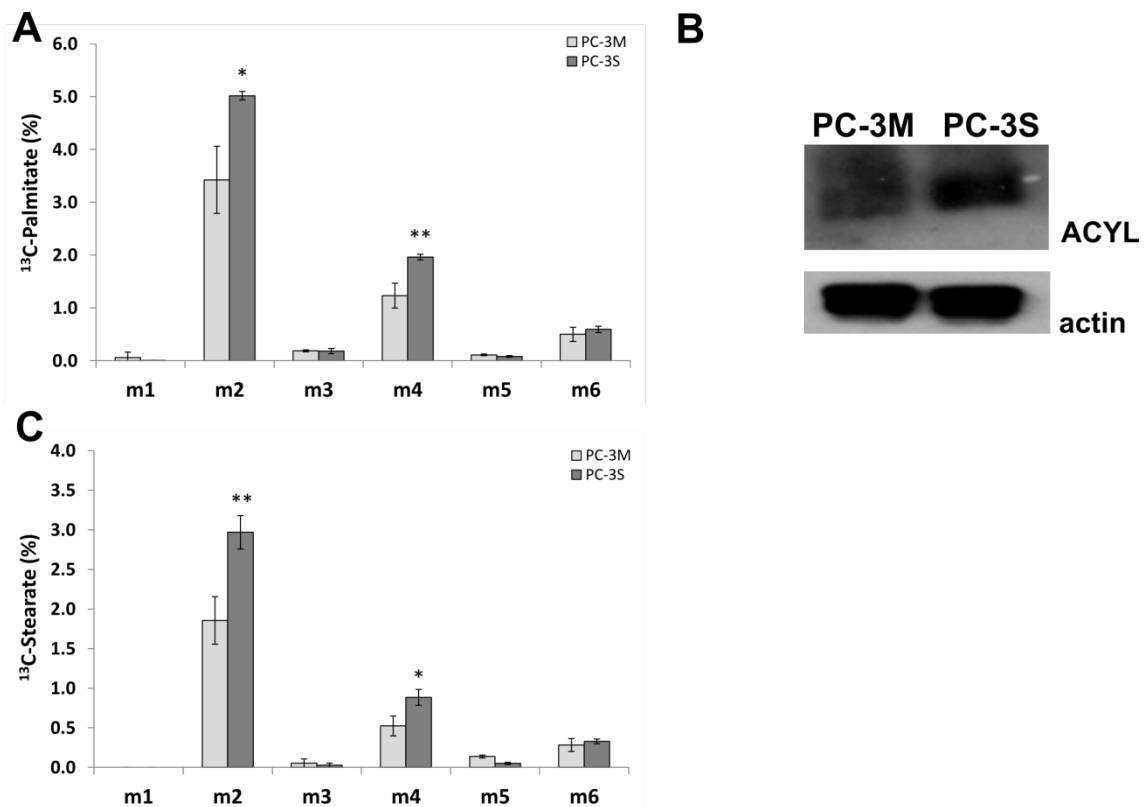 A
6.0
5.0
4.0
3.0
2.0
1.0
0.0
¹³C-Palmitate (%)
PC-3M
PC-3S
*
**
m1 m2 m3 m4 m5 m6
B
PC-3M PC-3S
ACYL
actin
C
4.0
3.5
3.0
2.5
2.0
1.5
1.0
0.5
0.0
¹³C-Stearate (%)
PC-3M
PC-3S
**
*
m1 m2 m3 m4 m5 m6